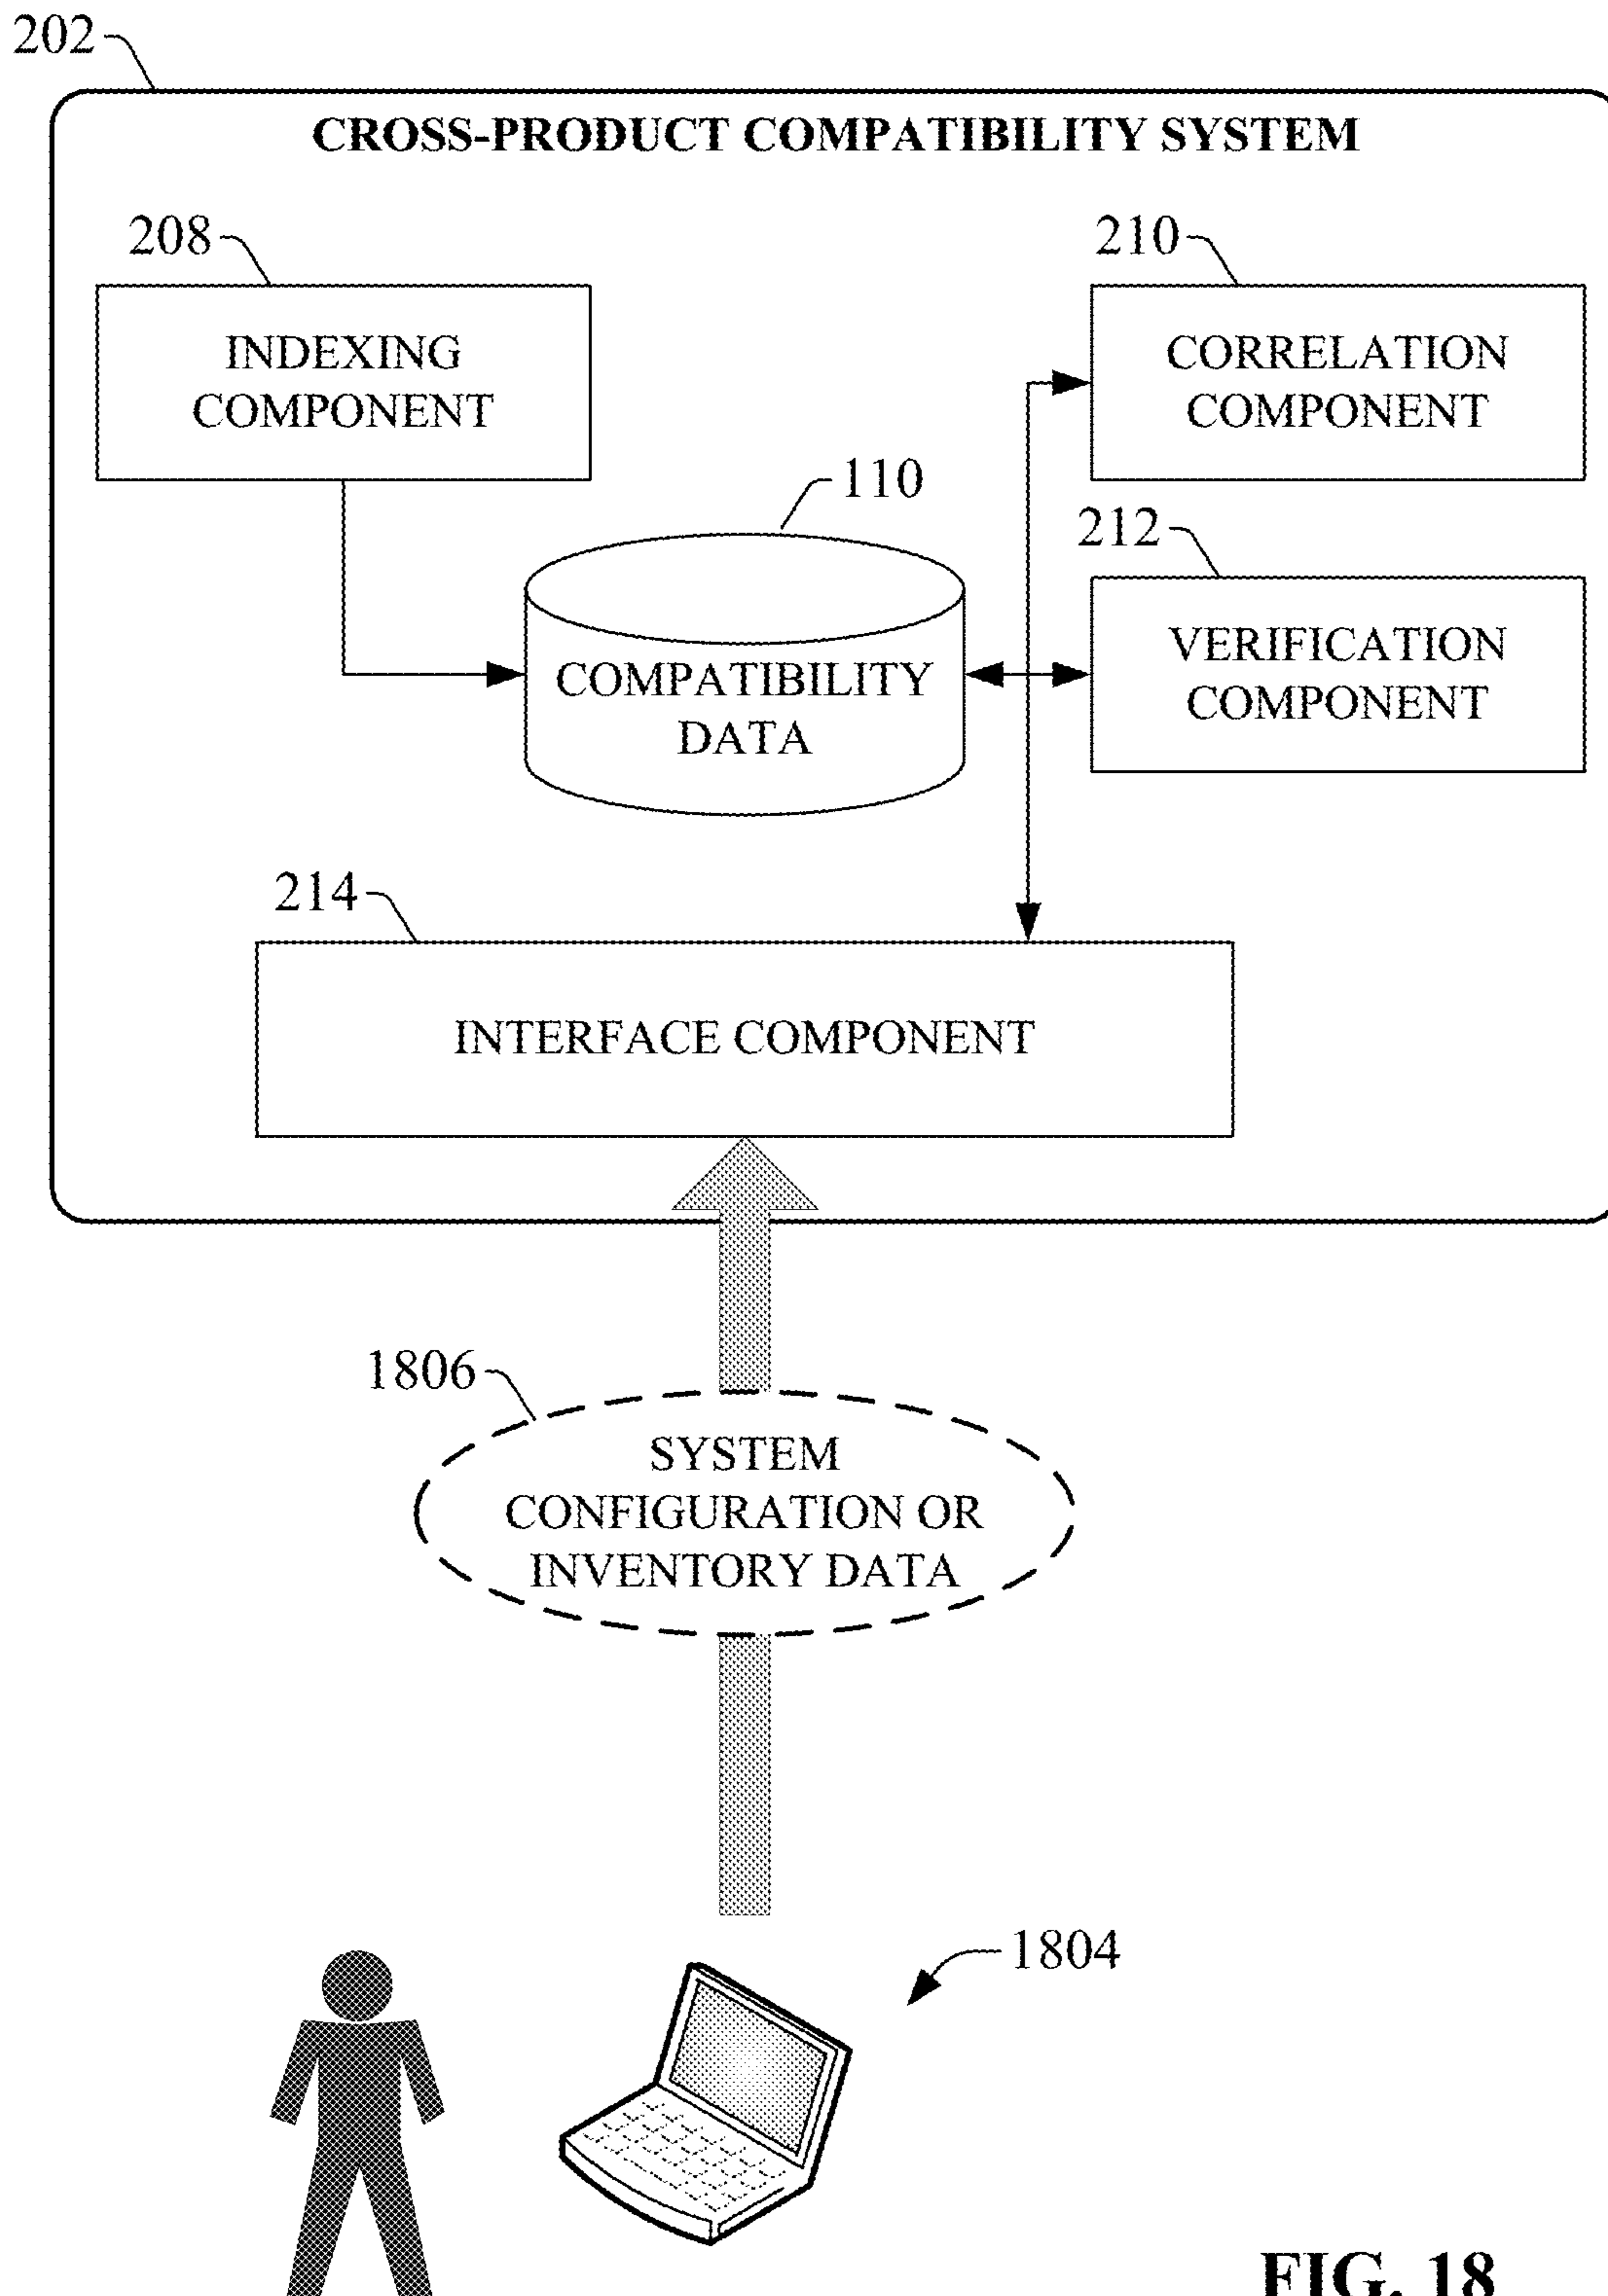 202
CROSS-PRODUCT COMPATIBILITY SYSTEM
208
210
INDEXING
COMPONENT
CORRELATION
COMPONENT
110
212
COMPATIBILITY
DATA
VERIFICATION
COMPONENT
214
INTERFACE COMPONENT
1806
SYSTEM
CONFIGURATION OR
INVENTORY DATA
1804
FIG. 18